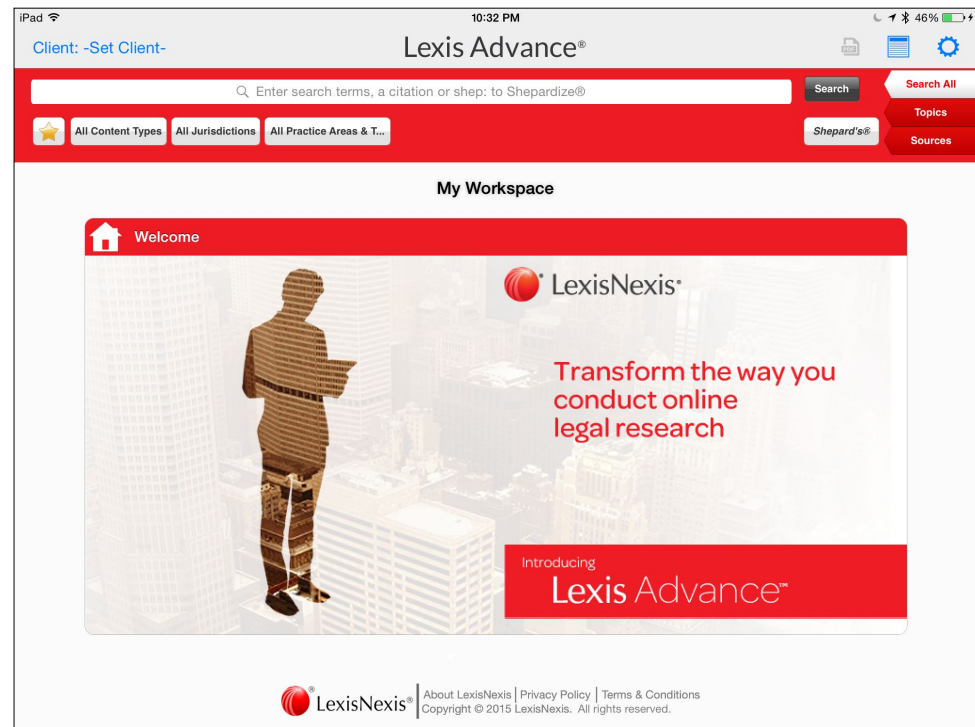 iPad 10:32 PM 46%
Client: -Set Client- Lexis Advance® PDF
Enter search terms, a citation or shep: to Shepardize® Search Search All
Topics
All Content Types All Jurisdictions All Practice Areas & T... Shepard's® Sources
My Workspace
Welcome
LexisNexis®
Transform the way you
conduct online
legal research
Introducing
Lexis Advance™
LexisNexis® About LexisNexis | Privacy Policy | Terms & Conditions
Copyright © 2015 LexisNexis. All rights reserved.